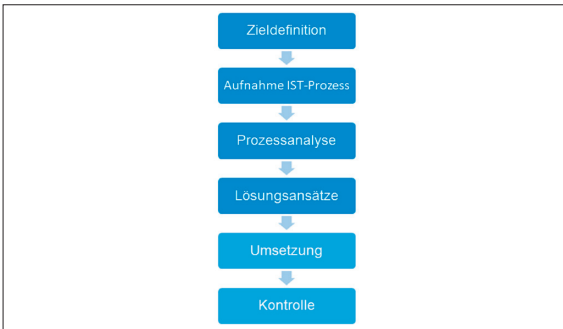 Zieldefinition
Aufnahme IST-Prozess
Prozessanalyse
Lösungsansätze
Umsetzung
Kontrolle